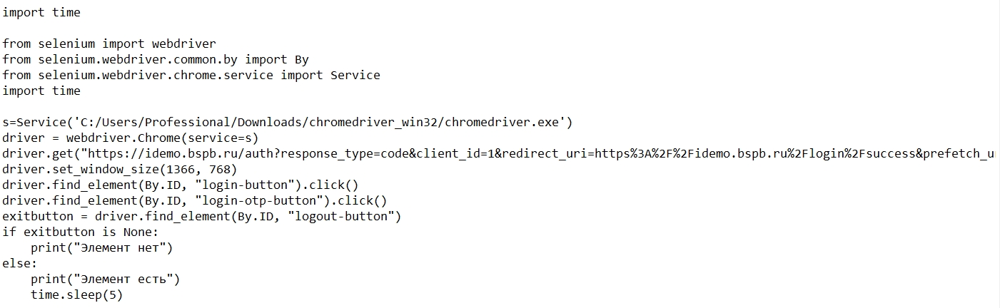 import time
from selenium import webdriver
from selenium.webdriver.common.by import By
from selenium.webdriver.chrome.service import Service
import time
s=Service('C:/Users/Professional/Downloads/chromedriver_win32/chromedriver.exe')
driver = webdriver.Chrome(service=s)
driver.get("https://idemo.bspb.ru/auth?response_type=code&client_id=1&redirect_uri=https%3A%2F%2Fidemo.bspb.ru%2Flogin%2Fsuccess&prefetch_u
driver.set_window_size(1366, 768)
driver.find_element(By.ID, "login-button").click()
driver.find_element(By.ID, "login-otp-button").click()
exitbutton = driver.find_element(By.ID, "logout-button")
if exitbutton is None:
    print("Элемент нет")
else:
    print("Элемент есть")
    time.sleep(5)